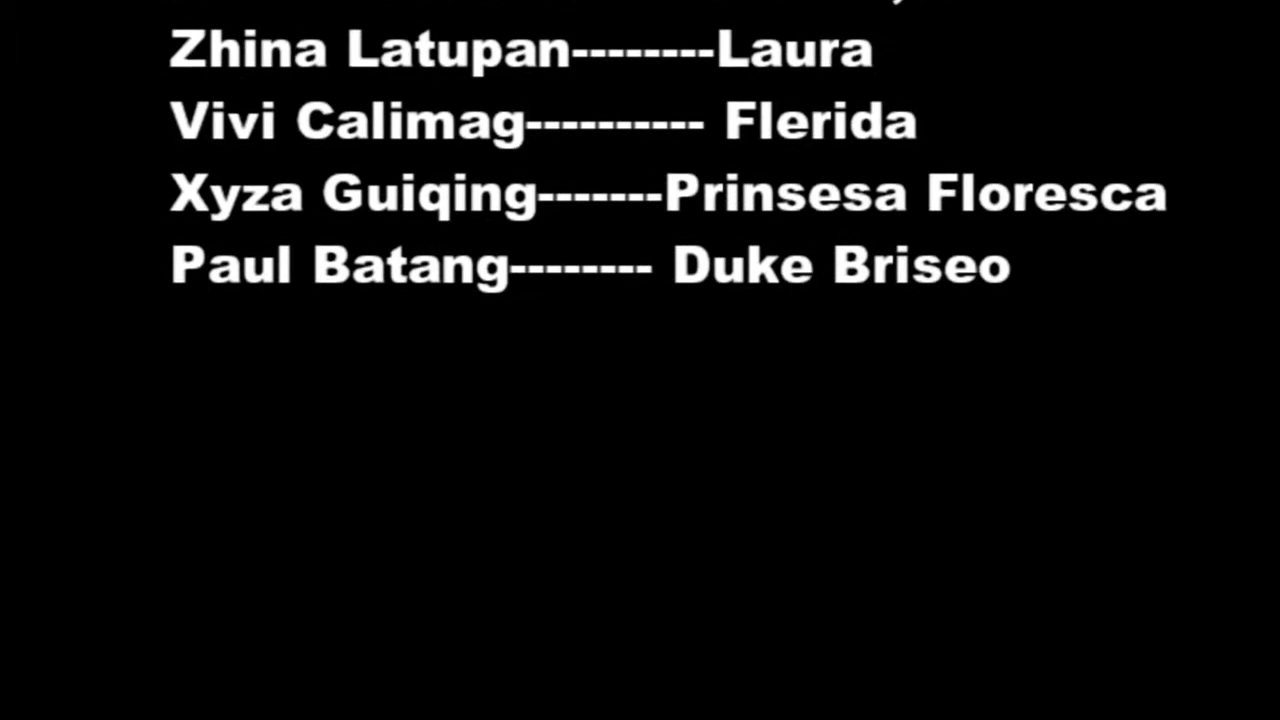 Zhina Latupan--------Laura
Vivi Calimag---------- Flerida
Xyza Guiqing-------Prinsesa Floresca
Paul Batang-------- Duke Briseo